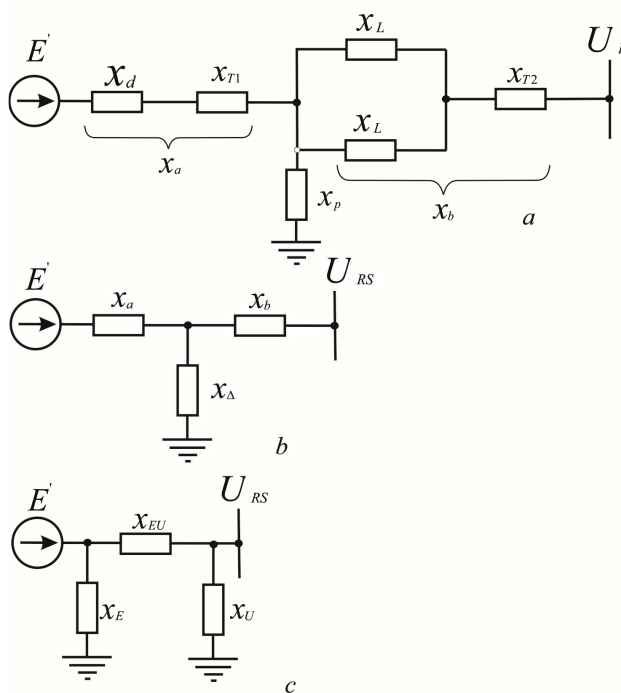 E' x_d x_T1 x_L x_T2 U
x_L
x_a x_p x_b a
U_RS
E' x_a x_b
x_Δ
b
U_RS
E' x_EU
x_E x_U
c